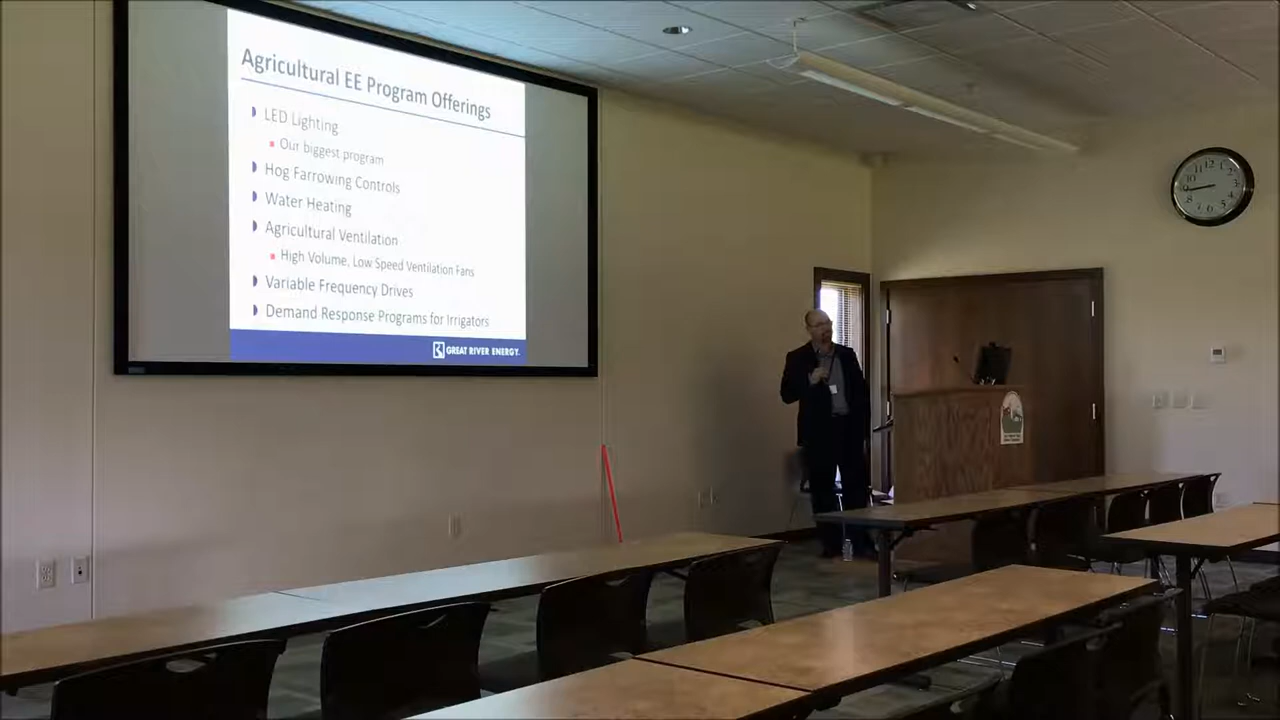 Agricultural EE Program Offerings
LED Lighting
Our biggest program
Hog Farrowing Controls
Water Heating
Agricultural Ventilation
High Volume, Low Speed Ventilation Fans
Variable Frequency Drives
Demand Response Programs for Irrigators
GREAT RIVER ENERGY.